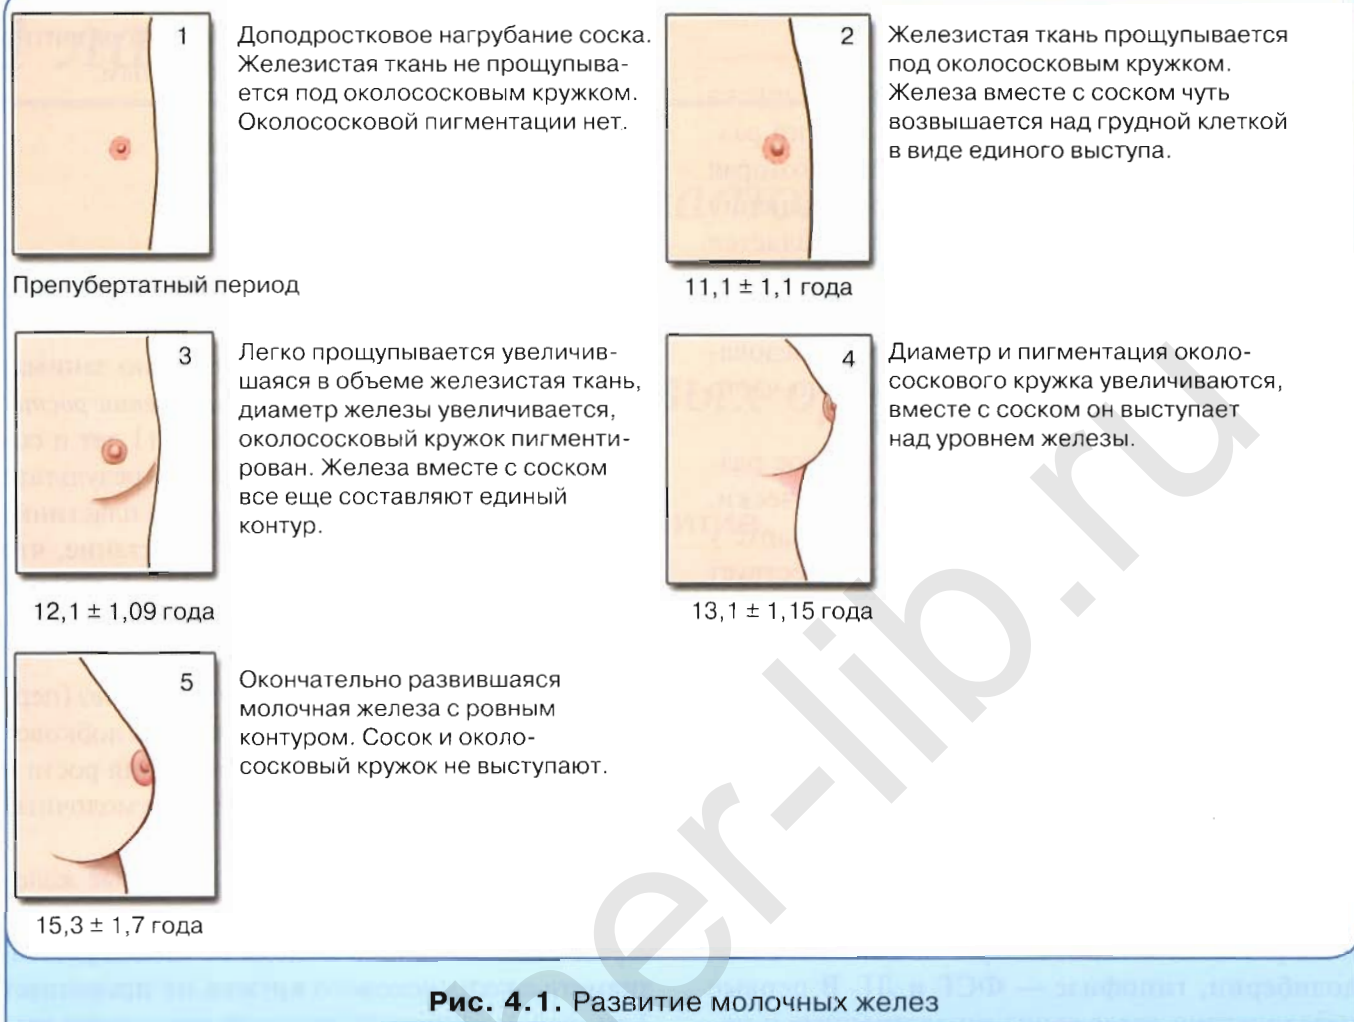 1
Доподростковое нагрубание соска.
Железистая ткань не прощупыва-
ется под околососковым кружком.
Околососковой пигментации нет.
Препубертатный период
2
Железистая ткань прощупывается
под околососковым кружком.
Железа вместе с соском чуть
возвышается над грудной клеткой
в виде единого выступа.
11,1 ± 1,1 года
3
Легко прощупывается увеличив-
шаяся в объеме железистая ткань,
диаметр железы увеличивается,
околососковый кружок пигменти-
рован. Железа вместе с соском
все еще составляют единый
контур.
12,1 ± 1,09 года
4
Диаметр и пигментация около-
соскового кружка увеличиваются,
вместе с соском он выступает
над уровнем железы.
13,1 ± 1,15 года
5
Окончательно развившаяся
молочная железа с ровным
контуром. Сосок и около-
сосковый кружок не выступают.
15,3 ± 1,7 года
Рис. 4.1. Развитие молочных желез
er-lib.ru